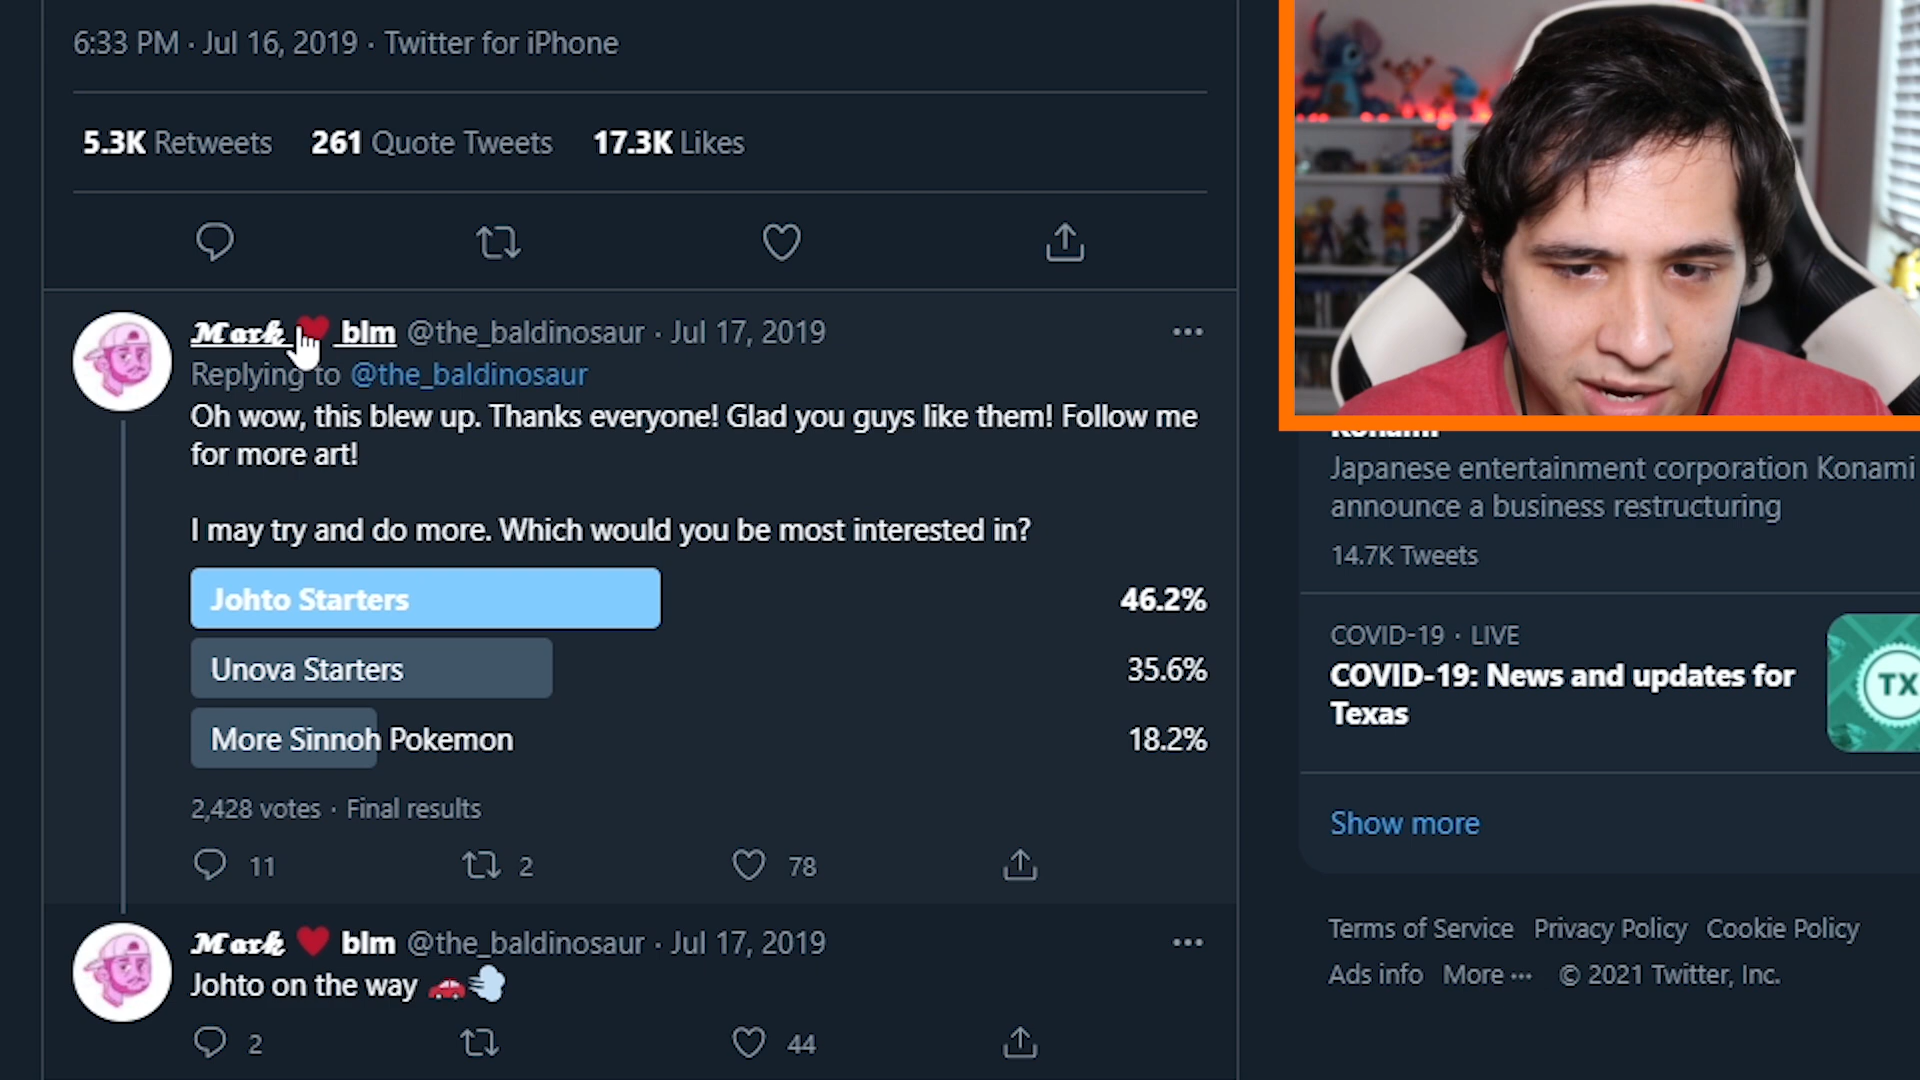 6:33 PM · Jul 16, 2019 · Twitter for iPhone
5.3K Retweets 261 Quote Tweets 17.3K Likes
Mark ♥ blm @the_baldinosaur · Jul 17, 2019
Replying to @the_baldinosaur
Oh wow, this blew up. Thanks everyone! Glad you guys like them! Follow me
for more art!
I may try and do more. Which would you be most interested in?
Johto Starters 46.2%
Unova Starters 35.6%
More Sinnoh Pokemon 18.2%
2,428 votes · Final results
11 2 78
Mark ♥ blm @the_baldinosaur · Jul 17, 2019
Johto on the way 🚗💨
2 44
Konami
Japanese entertainment corporation Konami
announce a business restructuring
14.7K Tweets
COVID-19 · LIVE
COVID-19: News and updates for
Texas
TX
Show more
Terms of Service Privacy Policy Cookie Policy
Ads info More ··· © 2021 Twitter, Inc.